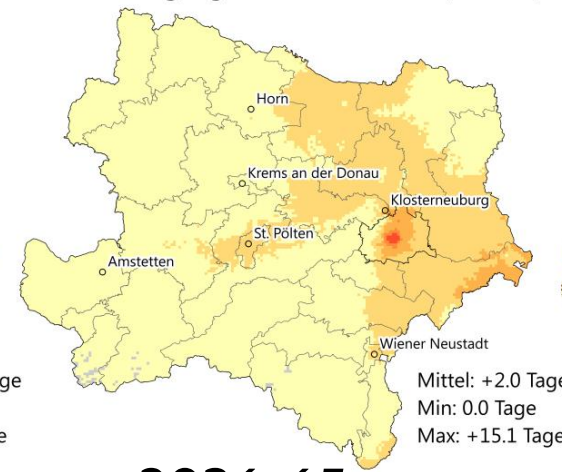 Horn
Krems an der Donau
Klosterneuburg
St. Pölten
Amstetten
Wiener Neustadt
ge
Mittel: +2.0 Tage
Min: 0.0 Tage
e
Max: +15.1 Tage